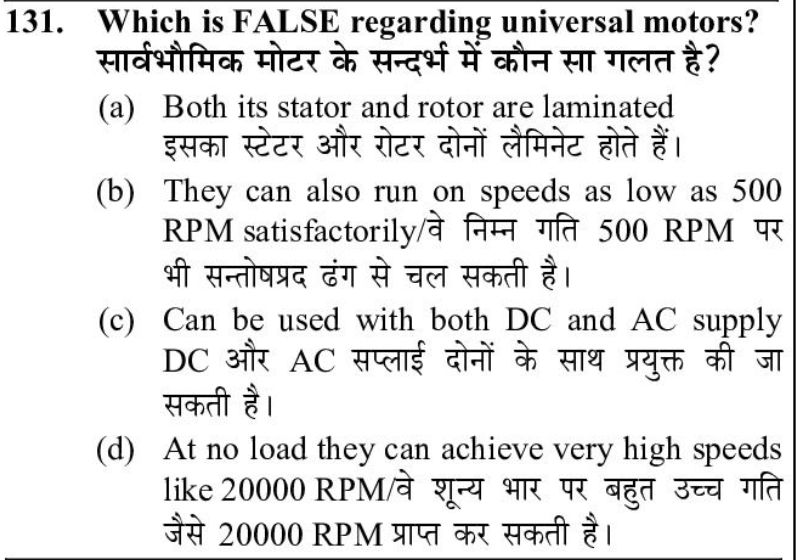 131. Which is FALSE regarding universal motors?
सार्वभौमिक मोटर के सन्दर्भ में कौन सा गलत है?
(a) Both its stator and rotor are laminated
इसका स्टेटर और रोटर दोनों लैमिनेट होते हैं।
(b) They can also run on speeds as low as 500
RPM satisfactorily/वे निम्न गति 500 RPM पर
भी सन्तोषप्रद ढंग से चल सकती है।
(c) Can be used with both DC and AC supply
DC और AC सप्लाई दोनों के साथ प्रयुक्त की जा
सकती है।
(d) At no load they can achieve very high speeds
like 20000 RPM/वे शून्य भार पर बहुत उच्च गति
जैसे 20000 RPM प्राप्त कर सकती है।